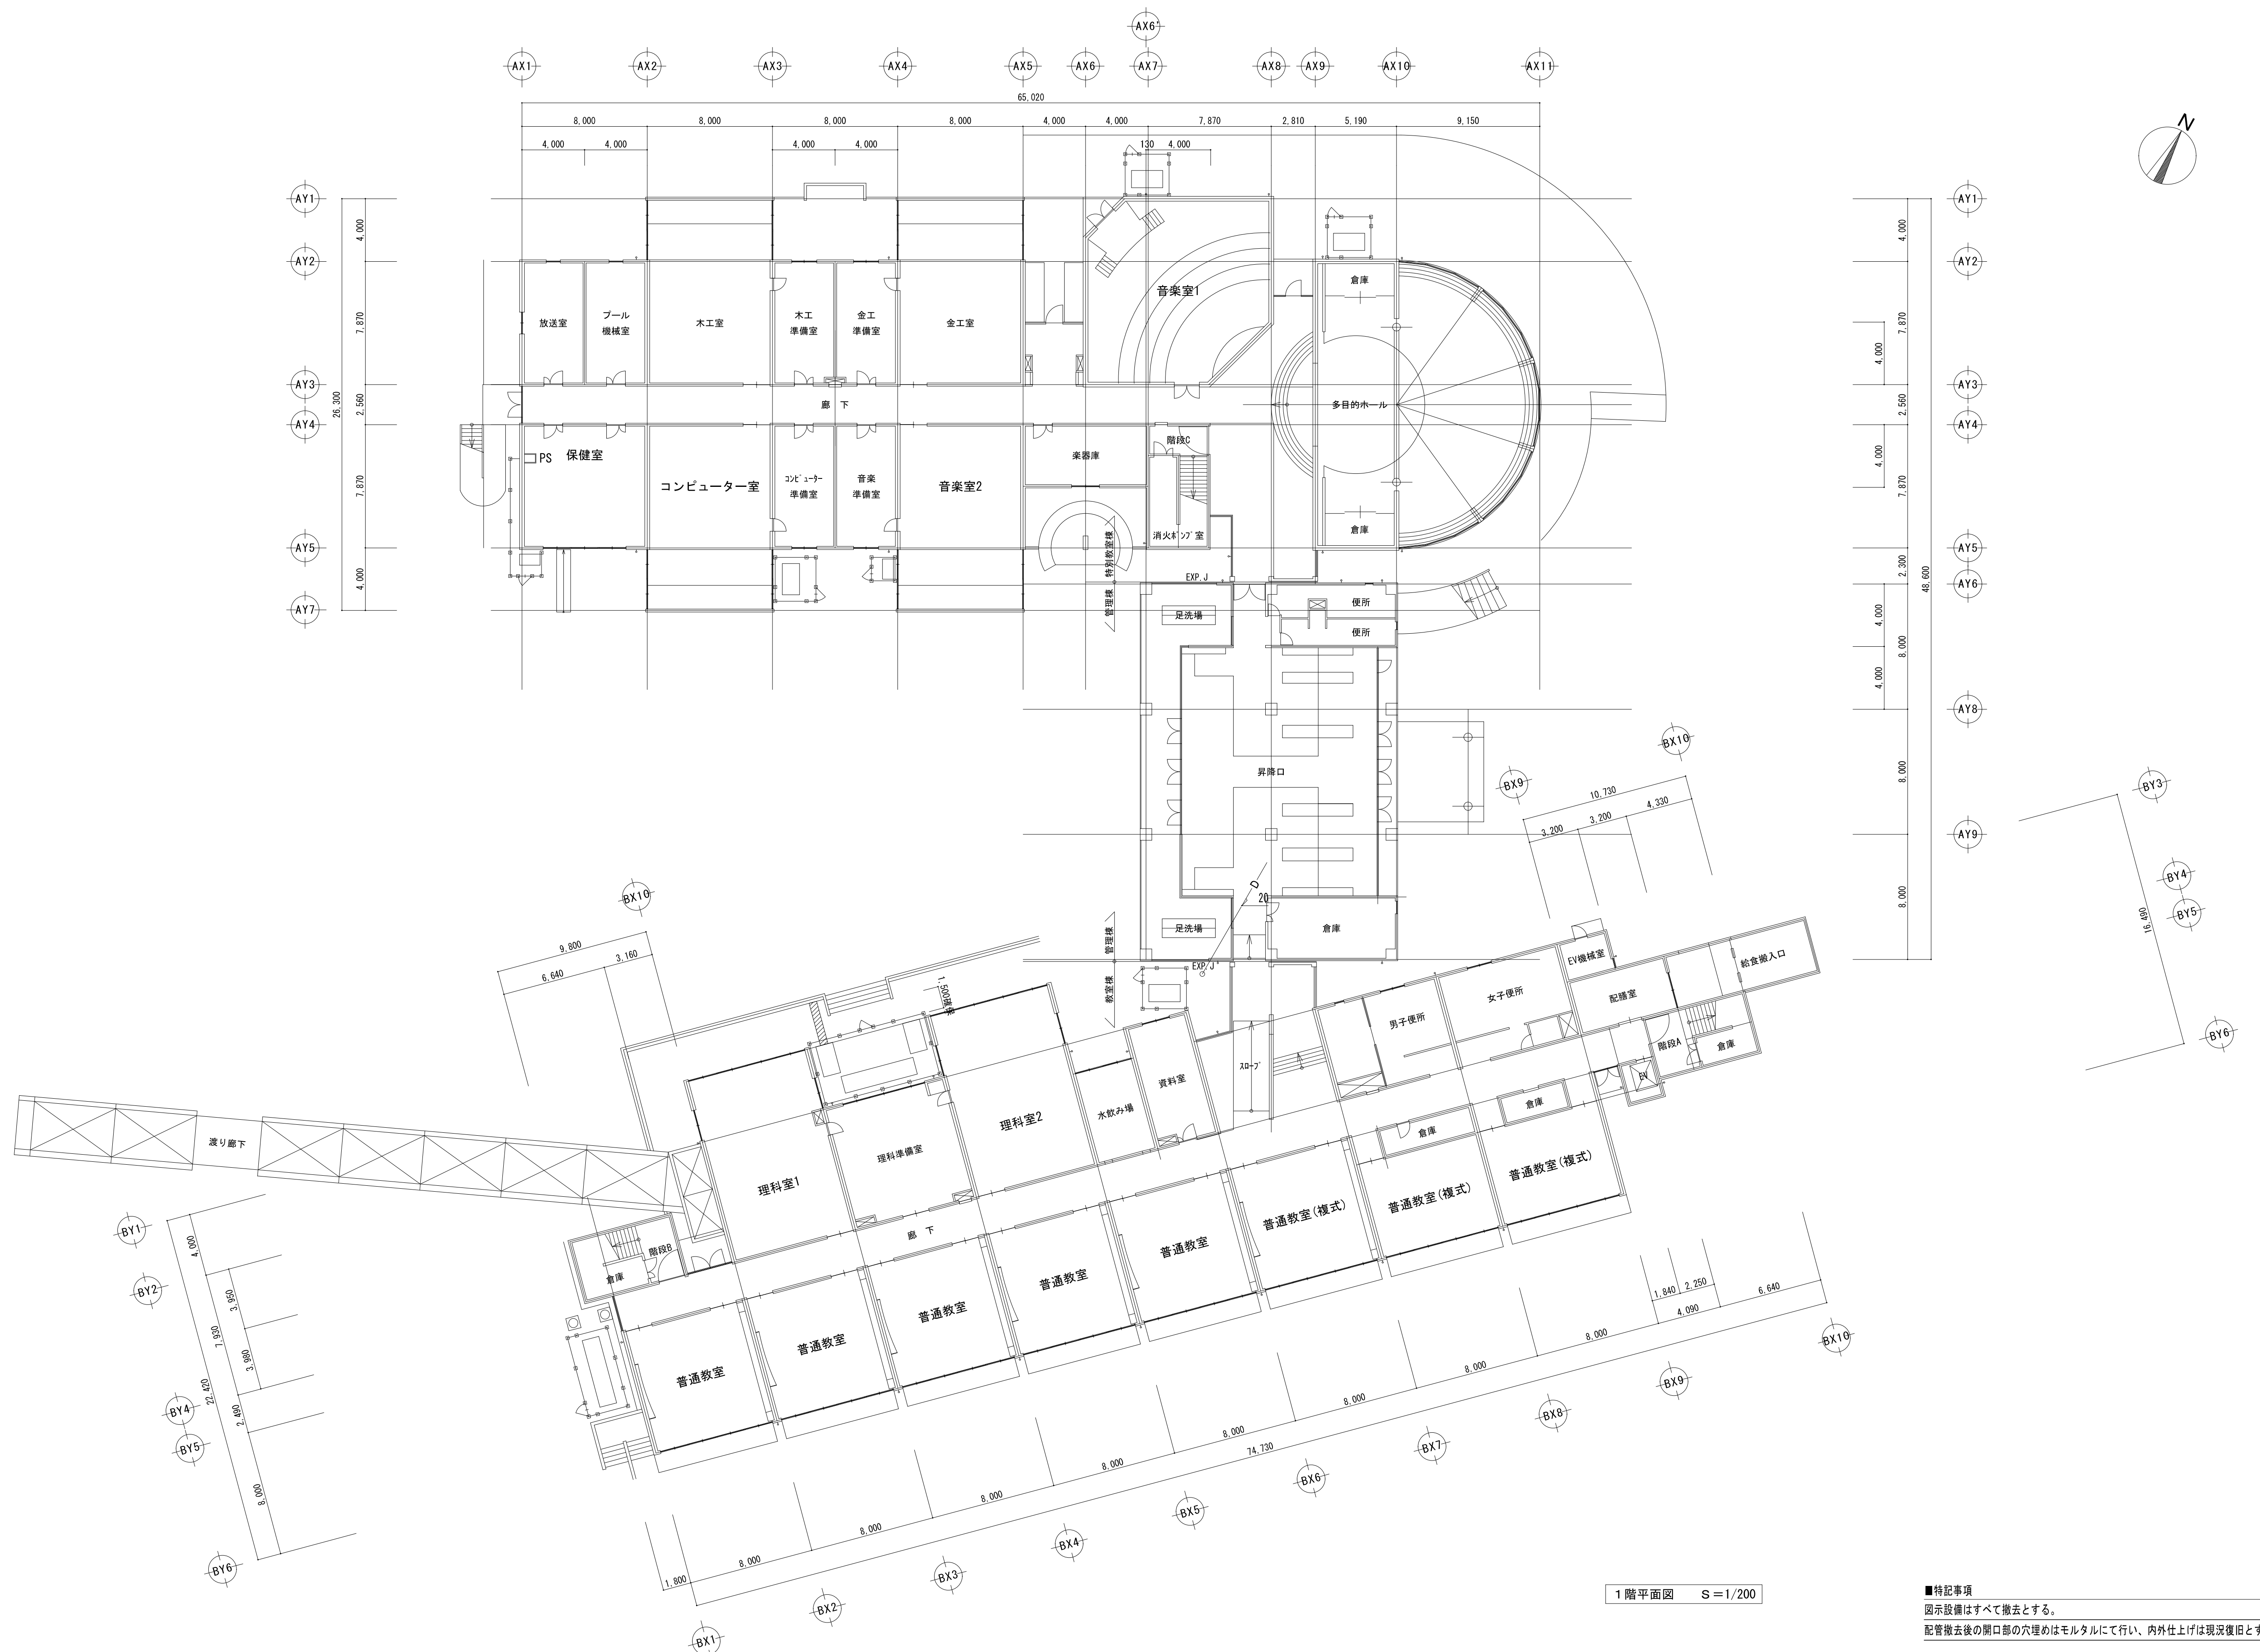 AX6'
AX1 AX2 AX3 AX4 AX5 AX6 AX7 AX8 AX9 AX10 AX11
65,020
8,000 8,000 8,000 8,000 4,000 4,000 7,870 2,810 5,190 9,150
4,000 4,000 4,000 4,000 130 4,000
N
AY1
AY2
AY3
AY4
AY5
AY7
26,300
4,000
7,870
2,560
7,870
4,000
AY1
AY2
AY3
AY4
AY5
AY6
AY8
AY9
48,600
4,000
7,870
4,000
2,560
4,000
7,870
2,300
4,000
8,000
4,000
8,000
8,000
放送室
プール
機械室
木工室
木工
準備室
金工
準備室
金工室
音楽室1
倉庫
廊 下
多目的ホール
PS
保健室
コンピューター室
コンピューター
準備室
音楽
準備室
音楽室2
楽器庫
階段C
消火ポンプ室
倉庫
特別教室棟
管理棟
EXP.J
足洗場
便所
便所
昇降口
D
20
足洗場
倉庫
管理棟
教室棟
EXP.J
BX10
9,800
6,640 3,160
BX9 BX10
10,730
3,200 3,200 4,330
BY3
BY4
BY5
BY6
16,490
1,500確保
渡り廊下
理科室1
理科準備室
理科室2
水飲み場
資料室
スロープ
男子便所
女子便所
EV機械室
配膳室
給食搬入口
階段A
倉庫
EV
倉庫
倉庫
階段B
倉庫
廊 下
普通教室
普通教室
普通教室
普通教室
普通教室
普通教室(複式)
普通教室(複式)
普通教室(複式)
BY1
BY2
BY4
BY5
BY6
22,420
4,000
7,930
3,950
3,980
2,490
8,000
1,840 2,250
4,090 6,640
1,800 8,000 8,000 8,000 8,000 8,000 8,000 8,000 8,000
74,730
BX1 BX2 BX3 BX4 BX5 BX6 BX7 BX8 BX9 BX10
1階平面図 S=1/200
■特記事項
図示設備はすべて撤去とする。
配管撤去後の開口部の穴埋めはモルタルにて行い、内外仕上げは現況復旧とす